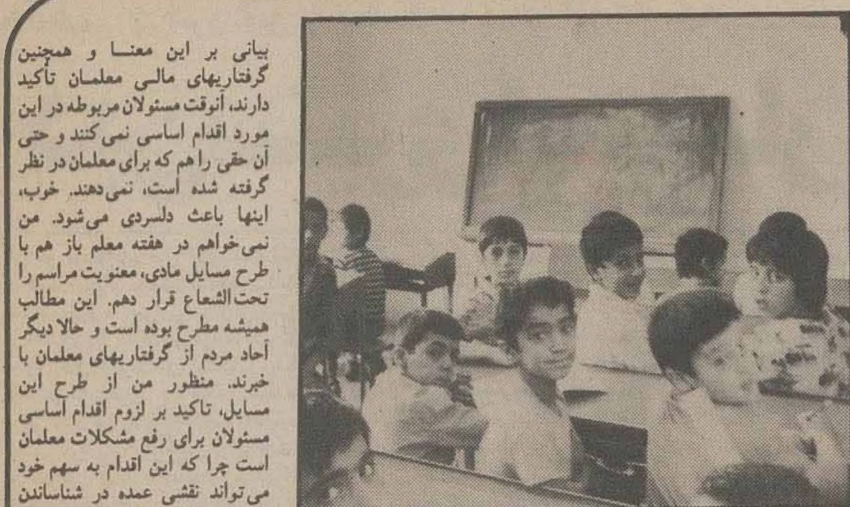 بیانی بر این معنـا و همچنین
گرفتاریهای مالـی معلمـان تأکید
دارند، آنوقت مسئولان مربوطه در این
مورد اقدام اساسی نمی‌کنند و حتی
آن حقی را هم که برای معلمان در نظر
گرفته شده است، نمی‌دهند. خوب،
اینها باعث دلسردی می‌شود. من
نمی‌خواهم در هفته معلم باز هم با
طرح مسایل مادی، معنویت مراسم را
تحت‌الشعاع قرار دهم. این مطالب
همیشه مطرح بوده است و حالا دیگر
آحاد مردم از گرفتاریهای معلمان با
خبرند. منظور من از طرح این
مسایل، تاکید بر لزوم اقدام اساسی
مسئولان برای رفع مشکلات معلمان
است چرا که این اقدام به سهم خود
می‌تواند نقشی عمده در شناساندن